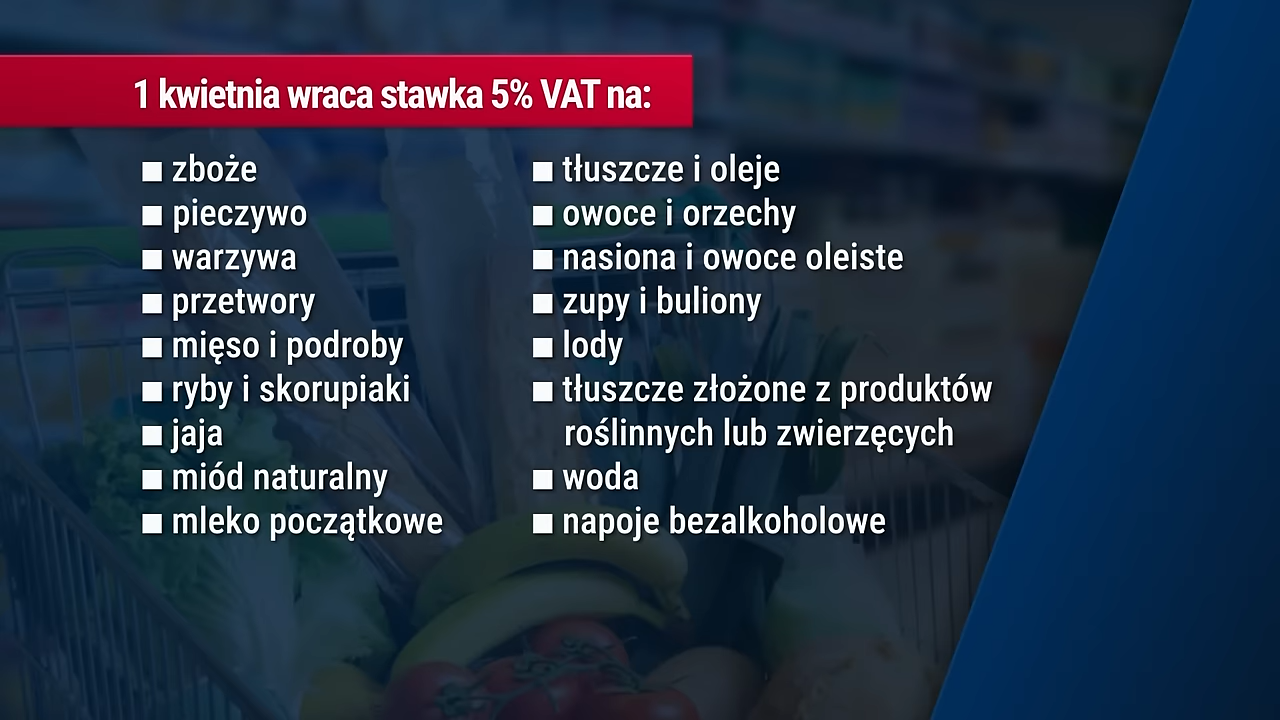 1 kwietnia wraca stawka 5% VAT na:
zboże
pieczywo
warzywa
przetwory
mięso i podroby
ryby i skorupiaki
jaja
miód naturalny
mleko początkowe
tłuszcze i oleje
owoce i orzechy
nasiona i owoce oleiste
zupy i buliony
lody
tłuszcze złożone z produktów
roślinnych lub zwierzęcych
woda
napoje bezalkoholowe